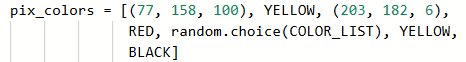 pix_colors = [(77, 158, 100), YELLOW, (203, 182, 6),
RED, random.choice(COLOR_LIST), YELLOW,
BLACK]